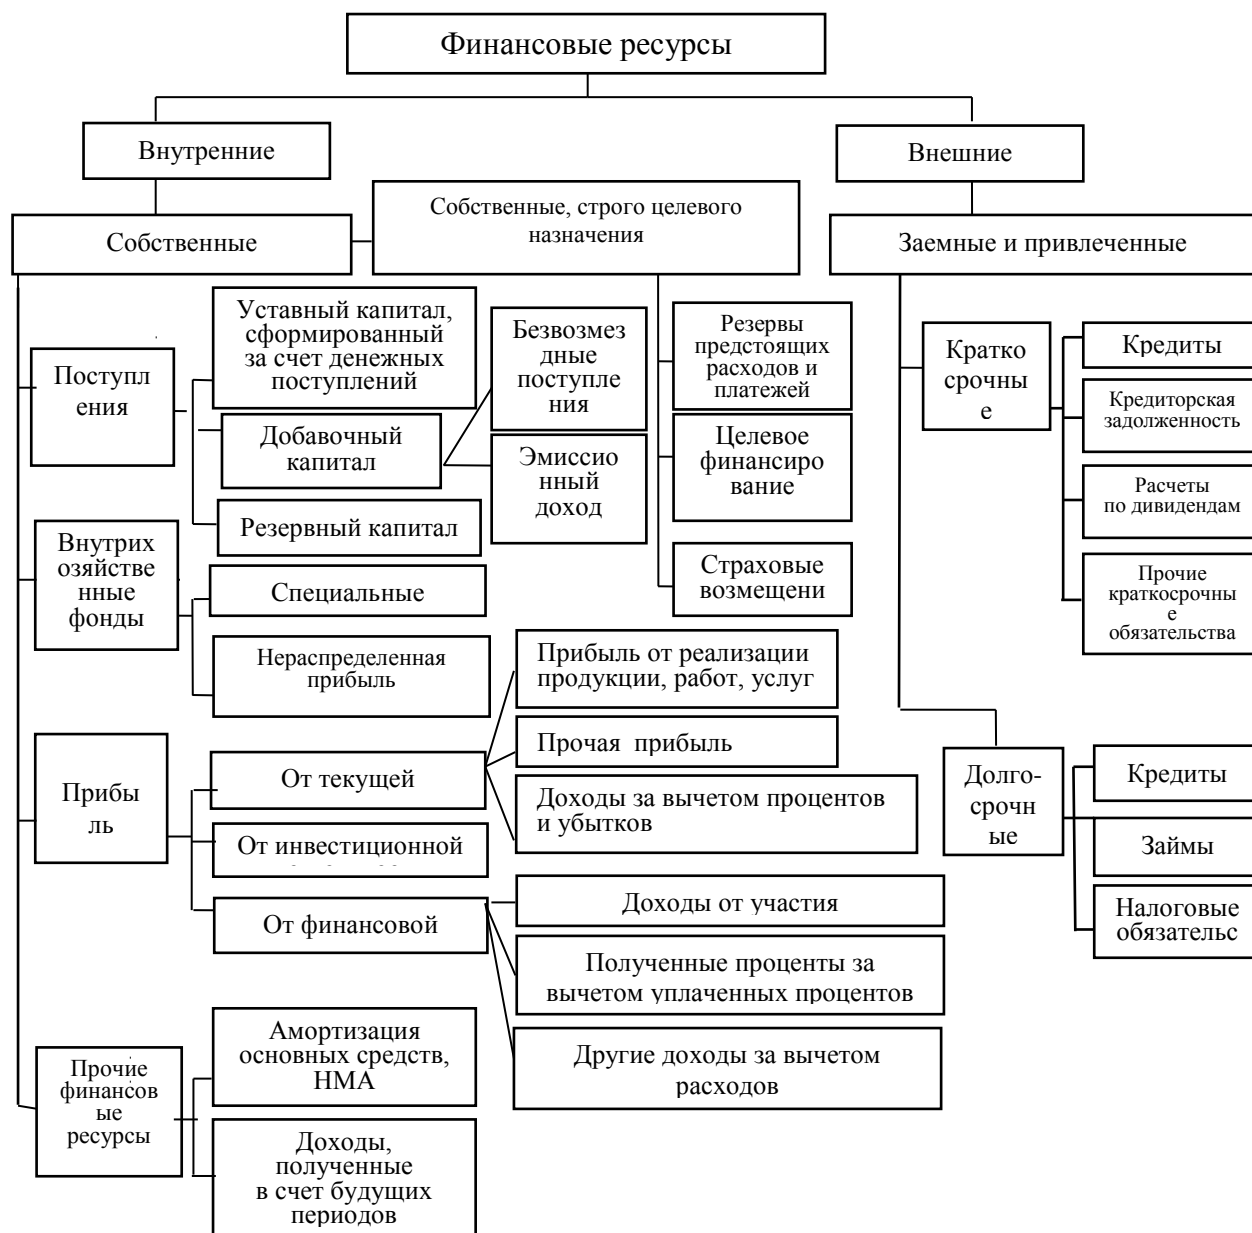 Финансовые ресурсы
Внутренние
Внешние
Собственные
Собственные, строго целевого
назначения
Заемные и привлеченные
Поступл
ения
Уставный капитал,
сформированный
за счет денежных
поступлений
Добавочный
капитал
Резервный капитал
Безвозмез
дные
поступле
ния
Эмиссио
нный
доход
Резервы
предстоящих
расходов и
платежей
Целевое
финансиро
вание
Страховые
возмещени
Кратко
срочны
е
Кредиты
Кредиторская
задолженность
Расчеты
по дивидендам
Прочие
краткосрочны
е
обязательства
Внутрих
озяйстве
нные
фонды
Специальные
Нераспределенная
прибыль
Прибы
ль
От текущей
От инвестиционной
От финансовой
Прибыль от реализации
продукции, работ, услуг
Прочая прибыль
Доходы за вычетом процентов
и убытков
Доходы от участия
Полученные проценты за
вычетом уплаченных процентов
Другие доходы за вычетом
расходов
Долго-
срочн
ые
Кредиты
Займы
Налоговые
обязательс
Прочие
финансов
ые
ресурсы
Амортизация
основных средств,
НМА
Доходы,
полученные
в счет будущих
периодов